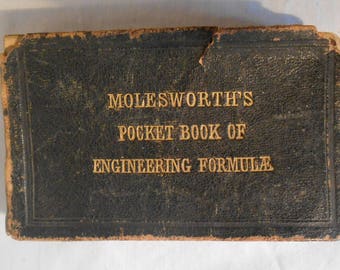 MOLESWORTH'S
POCKET BOOK OF
ENGINEERING FORMULÆ